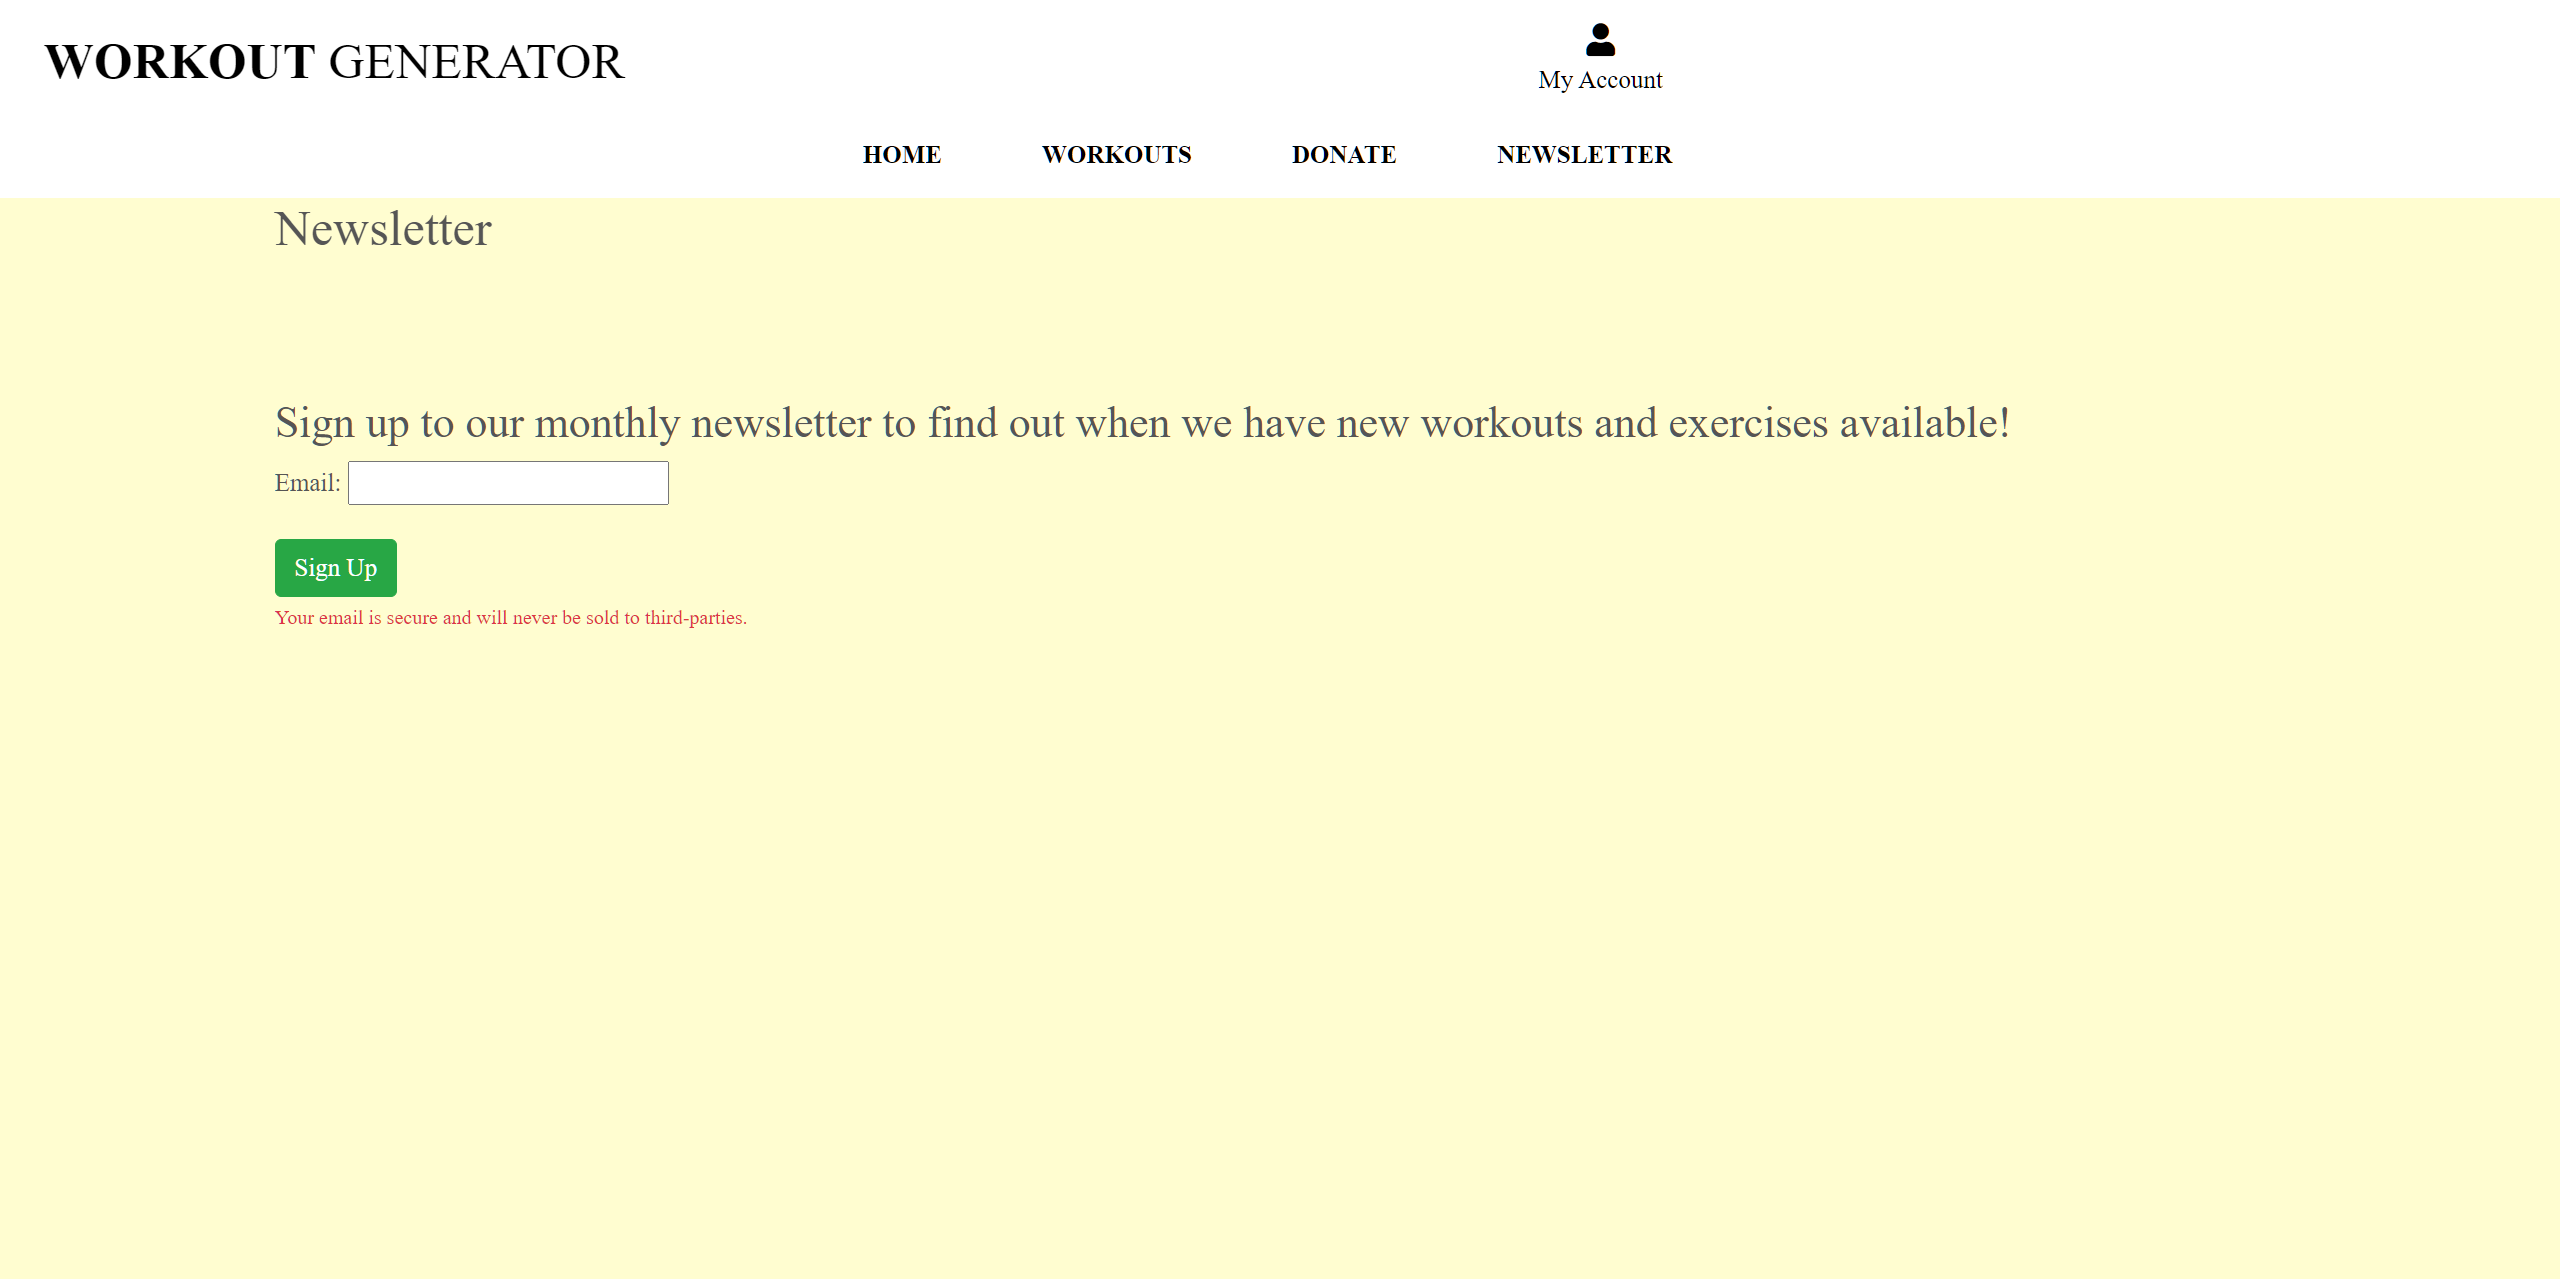 WORKOUT GENERATOR
My Account
HOME WORKOUTS DONATE NEWSLETTER
Newsletter
Sign up to our monthly newsletter to find out when we have new workouts and exercises available!
Email:
Sign Up
Your email is secure and will never be sold to third-parties.